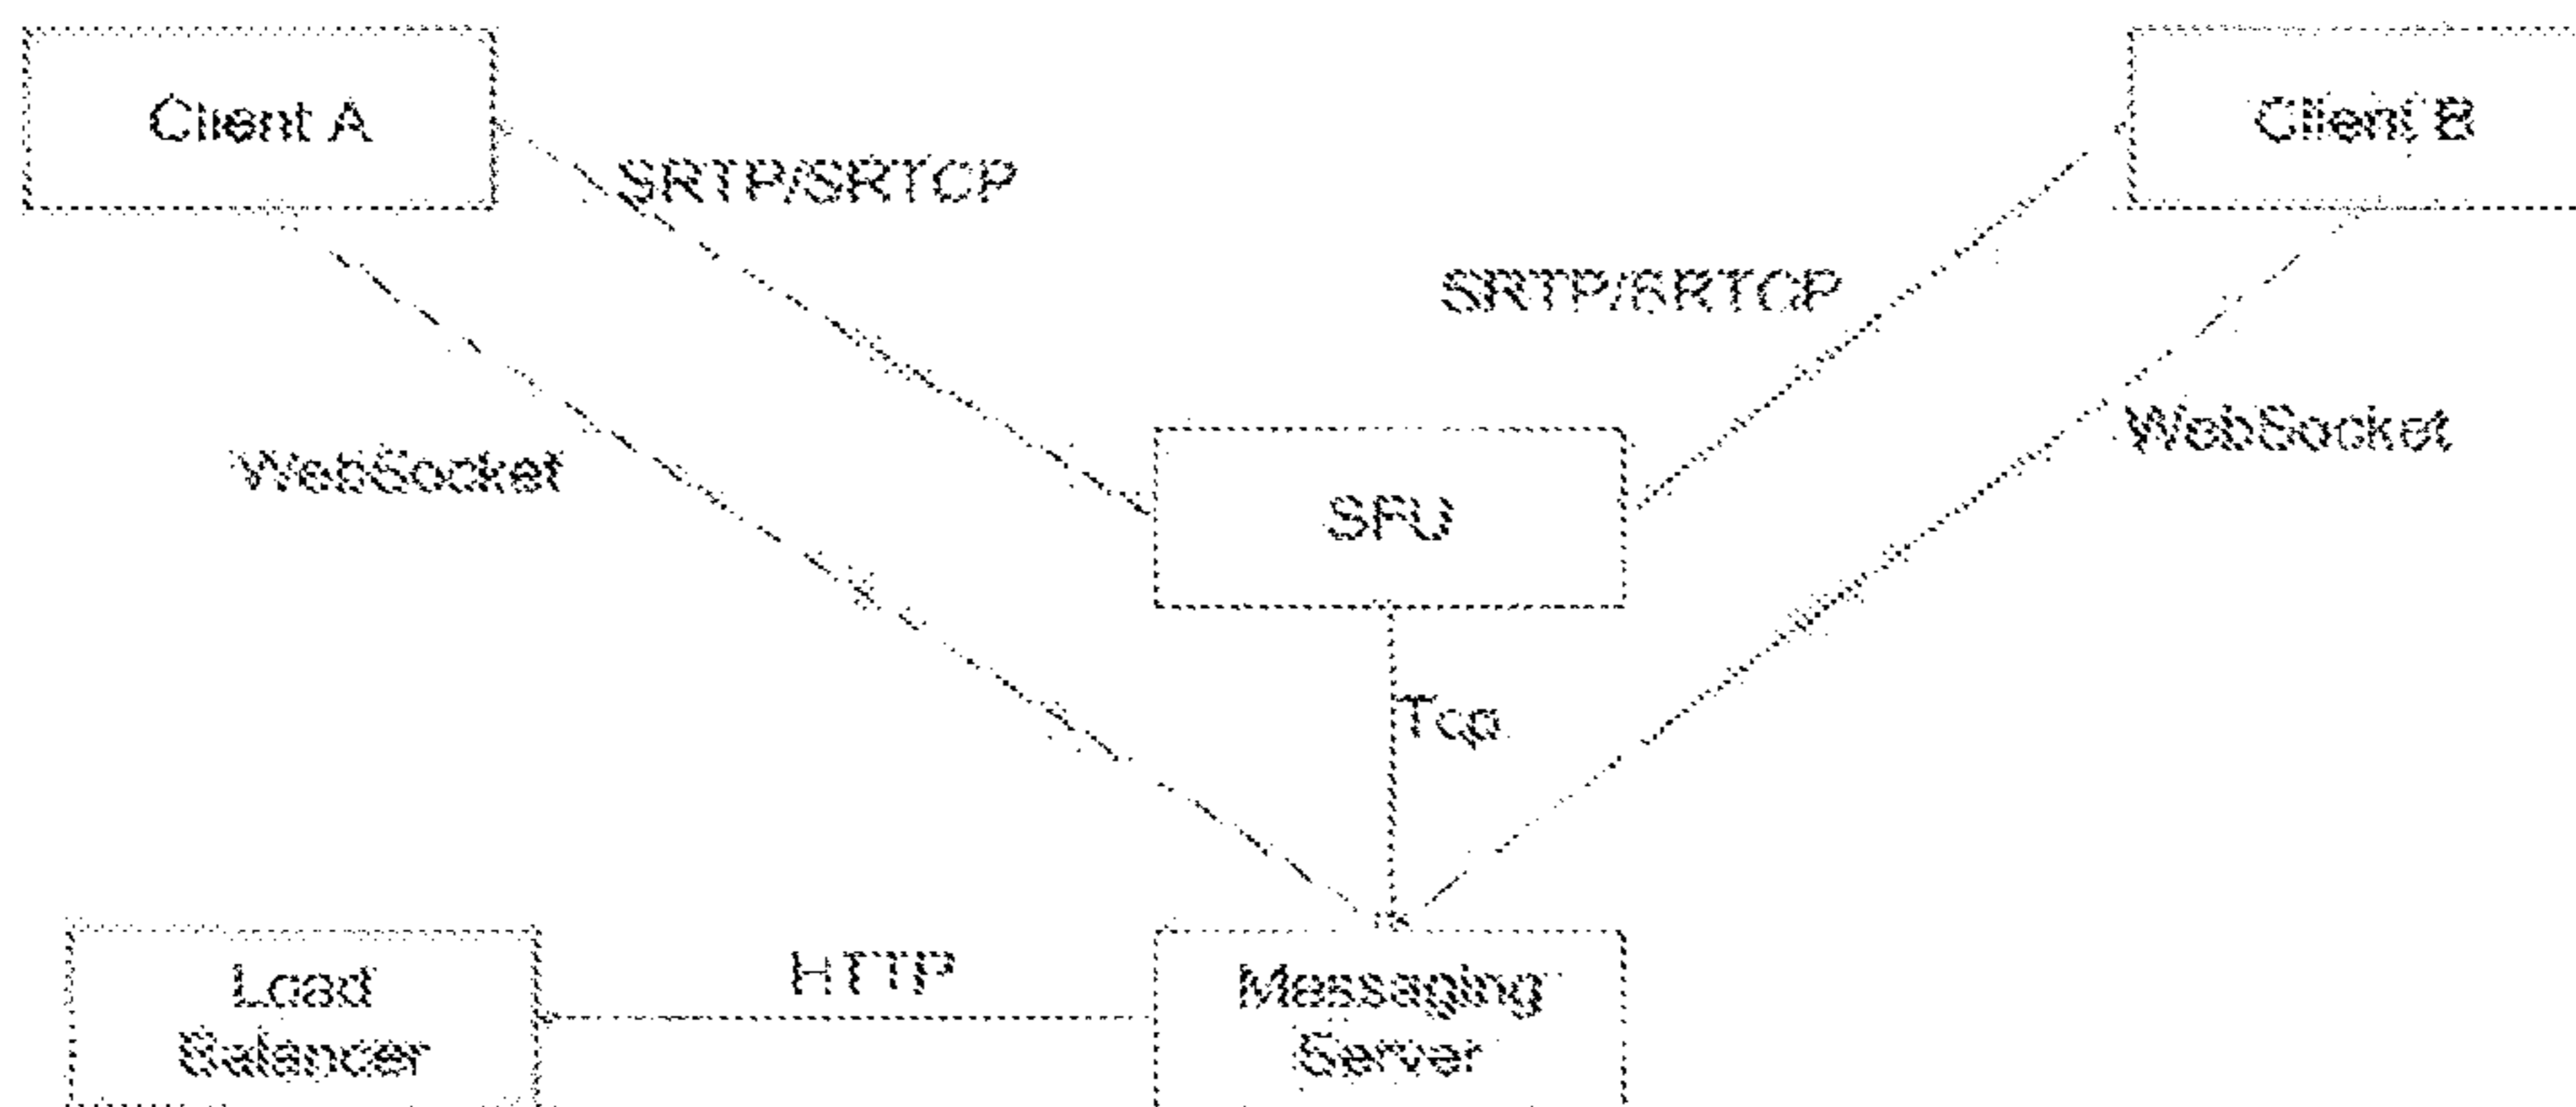 Client A
Client B
SRTP/SRTCP
SRTP/SRTCP
WebSocket
WebSocket
SFU
Tcp
HTTP
Load
Balancer
Messaging
Server